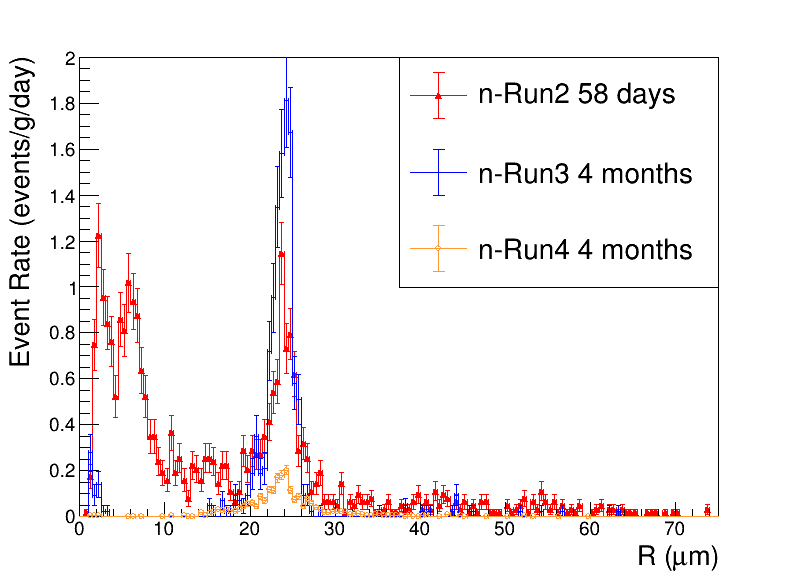 Event Rate (events/g/day)
2
1.8
1.6
1.4
1.2
1
0.8
0.6
0.4
0.2
0
n-Run2 58 days
n-Run3 4 months
n-Run4 4 months
0 10 20 30 40 50 60 70
R (μm)